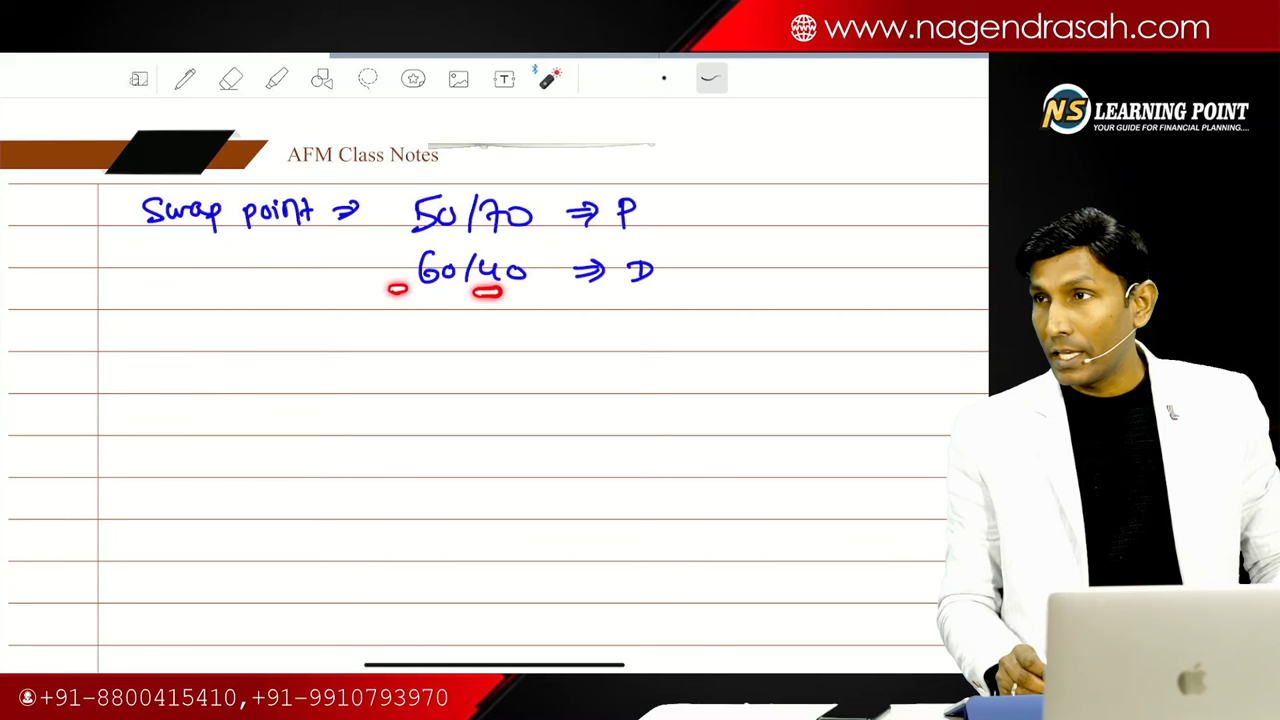 www.nagendrasah.com
NS LEARNING POINT
YOUR GUIDE FOR FINANCIAL PLANNING....
AFM Class Notes
Swap point ⇒ 50/70 ⇒ P
60/40 ⇒ D
+91-8800415410,+91-9910793970